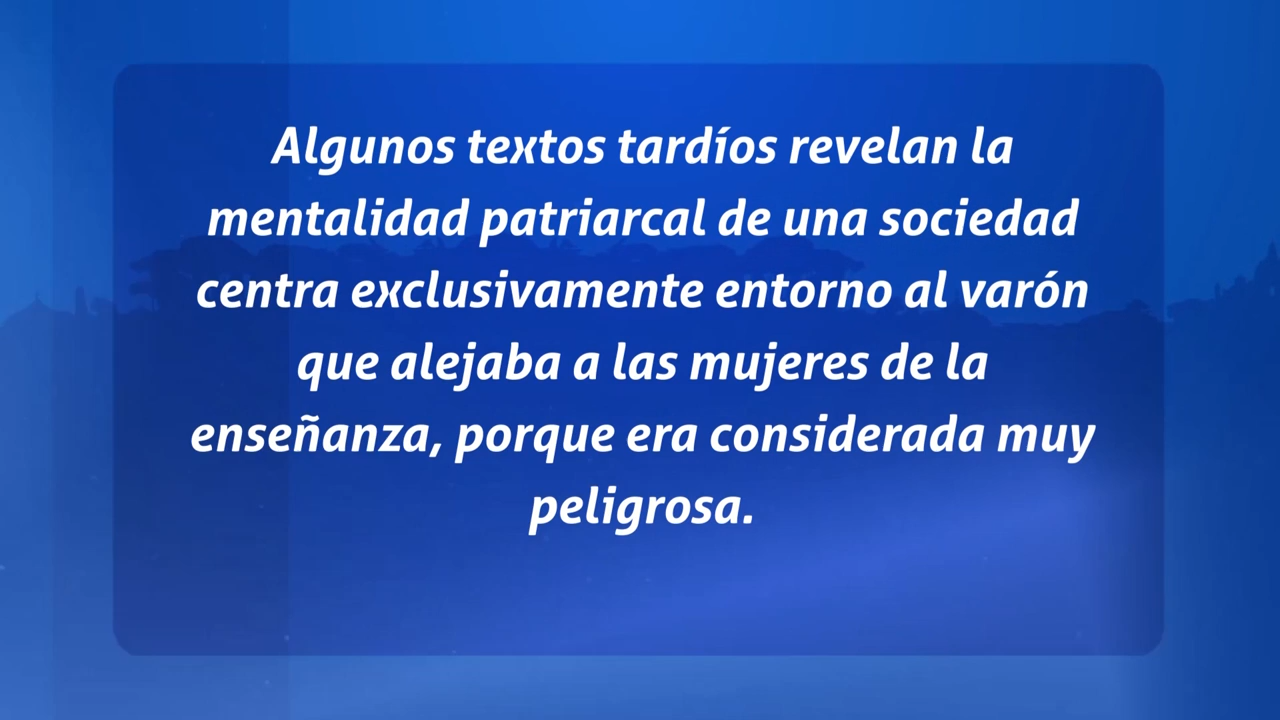 Algunos textos tardíos revelan la
mentalidad patriarcal de una sociedad
centra exclusivamente entorno al varón
que alejaba a las mujeres de la
enseñanza, porque era considerada muy
peligrosa.